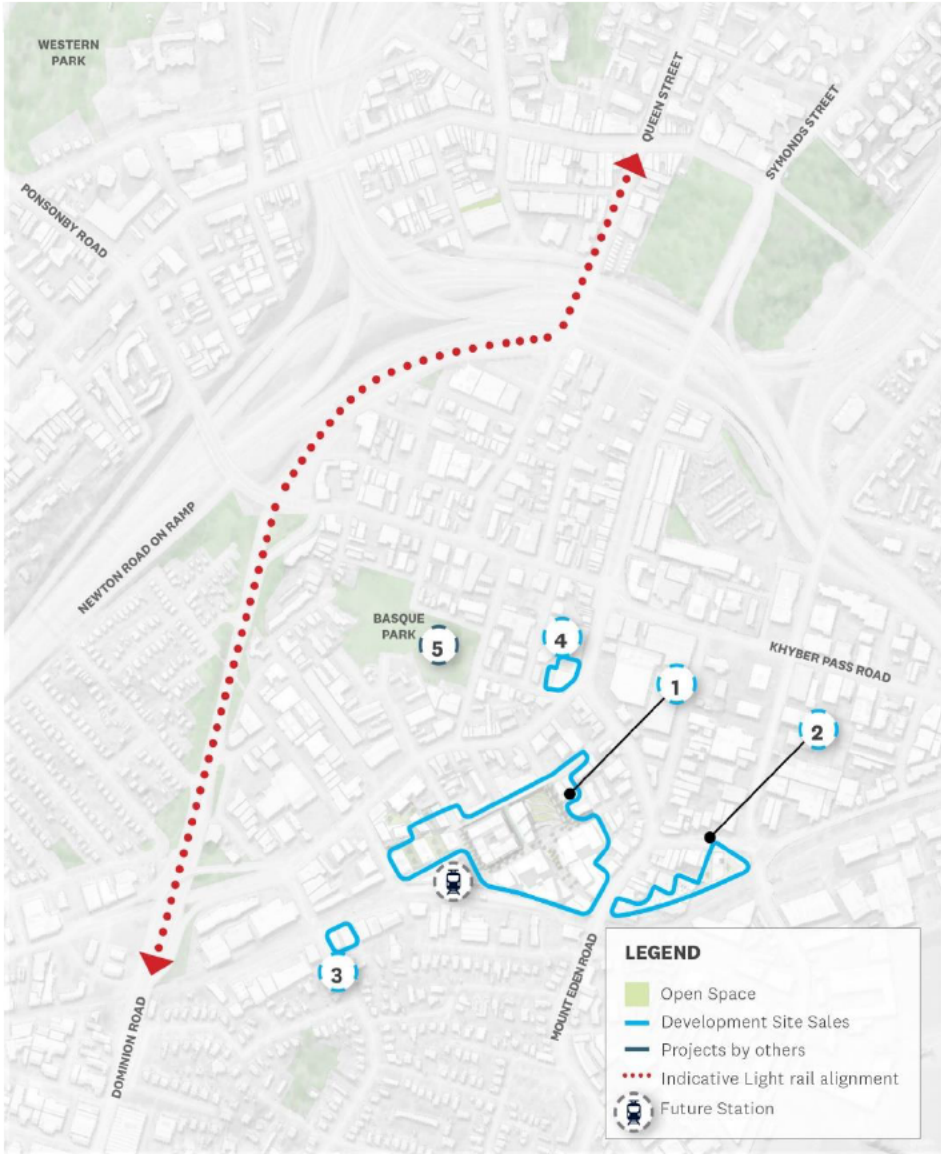 WESTERN
PARK
QUEEN STREET
SYMONDS STREET
PONSONBY ROAD
NEWTON ROAD ON RAMP
BASQUE
PARK
5
4
KHYBER PASS ROAD
1
2
3
MOUNT EDEN ROAD
DOMINION ROAD
LEGEND
Open Space
Development Site Sales
Projects by others
Indicative Light rail alignment
Future Station